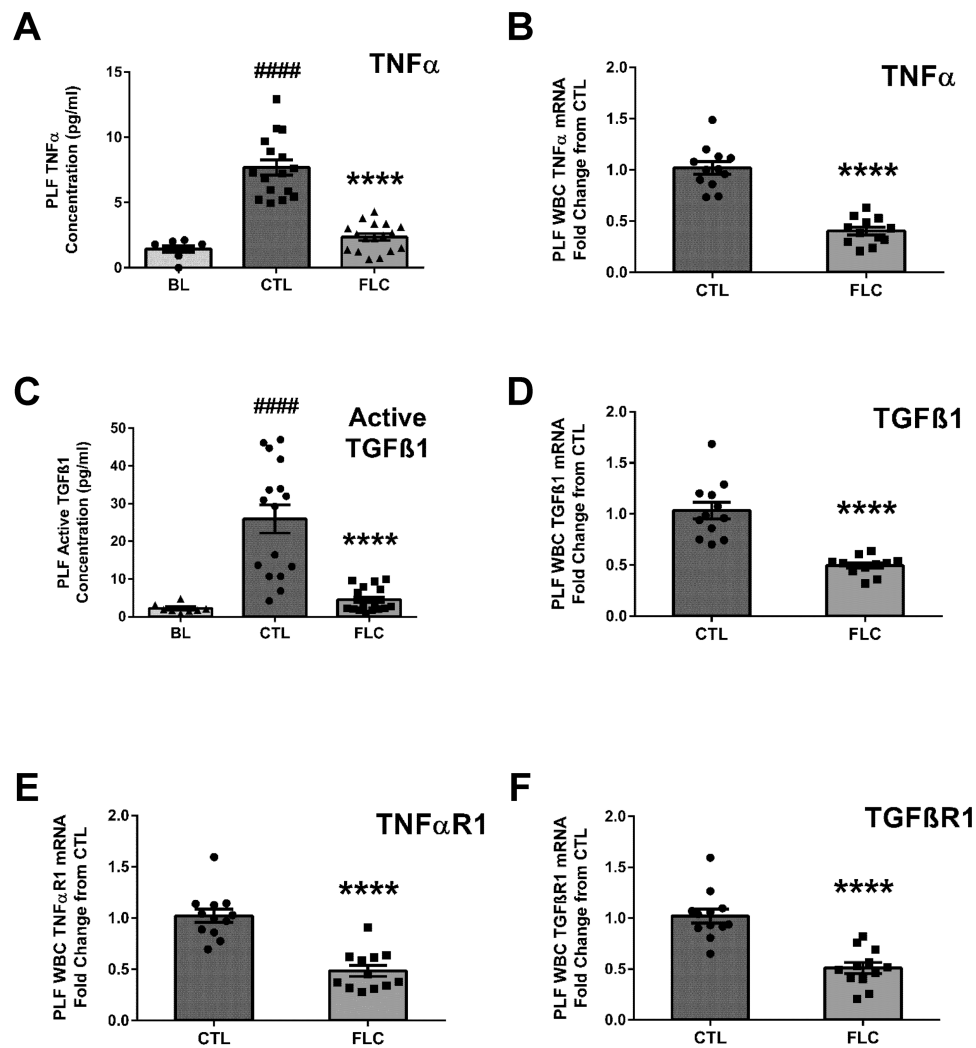 A
TNFα
####
****
PLF TNFα
Concentration (pg/ml)
15
10
5
0
BL CTL FLC
B
TNFα
****
PLF WBC TNFα mRNA
Fold Change from CTL
2.0
1.5
1.0
0.5
0.0
CTL FLC
C
Active
TGFß1
####
****
PLF Active TGFß1
Concentration (pg/ml)
50
40
30
20
10
0
BL CTL FLC
D
TGFß1
****
PLF WBC TGFß1 mRNA
Fold Change from CTL
2.0
1.5
1.0
0.5
0.0
CTL FLC
E
TNFαR1
****
PLF WBC TNFαR1 mRNA
Fold Change from CTL
2.0
1.5
1.0
0.5
0.0
CTL FLC
F
TGFßR1
****
PLF WBC TGFßR1 mRNA
Fold Change from CTL
2.0
1.5
1.0
0.5
0.0
CTL FLC